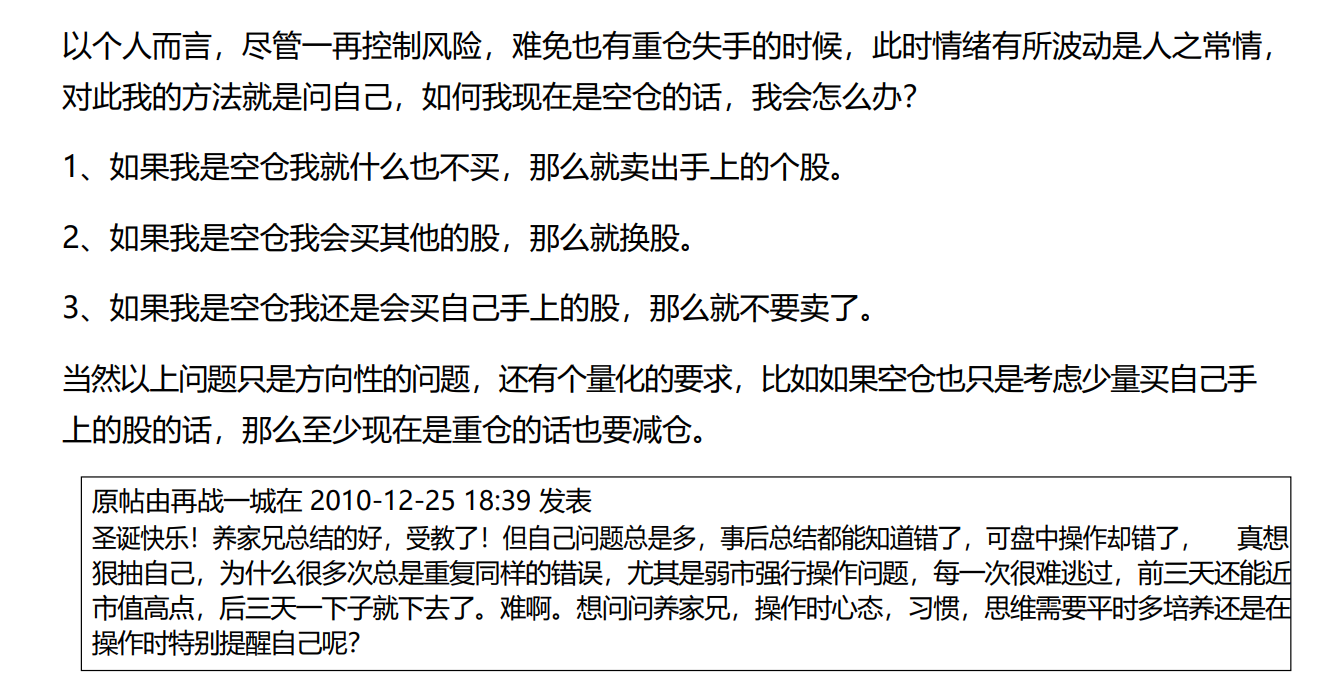 以个人而言，尽管一再控制风险，难免也有重仓失手的时候，此时情绪有所波动是人之常情，
对此我的方法就是问自己，如何我现在是空仓的话，我会怎么办？
1、如果我是空仓我就什么也不买，那么就卖出手上的个股。
2、如果我是空仓我会买其他的股，那么就换股。
3、如果我是空仓我还是会买自己手上的股，那么就不要卖了。
当然以上问题只是方向性的问题，还有个量化的要求，比如如果空仓也只是考虑少量买自己手
上的股的话，那么至少现在是重仓的话也要减仓。
原帖由再战一城在 2010-12-25 18:39 发表
圣诞快乐！养家兄总结的好，受教了！但自己问题总是多，事后总结都能知道错了，可盘中操作却错了， 真想
狠抽自己，为什么很多次总是重复同样的错误，尤其是弱市强行操作问题，每一次很难逃过，前三天还能近
市值高点，后三天一下子就下去了。难啊。想问问养家兄，操作时心态，习惯，思维需要平时多培养还是在
操作时特别提醒自己呢？